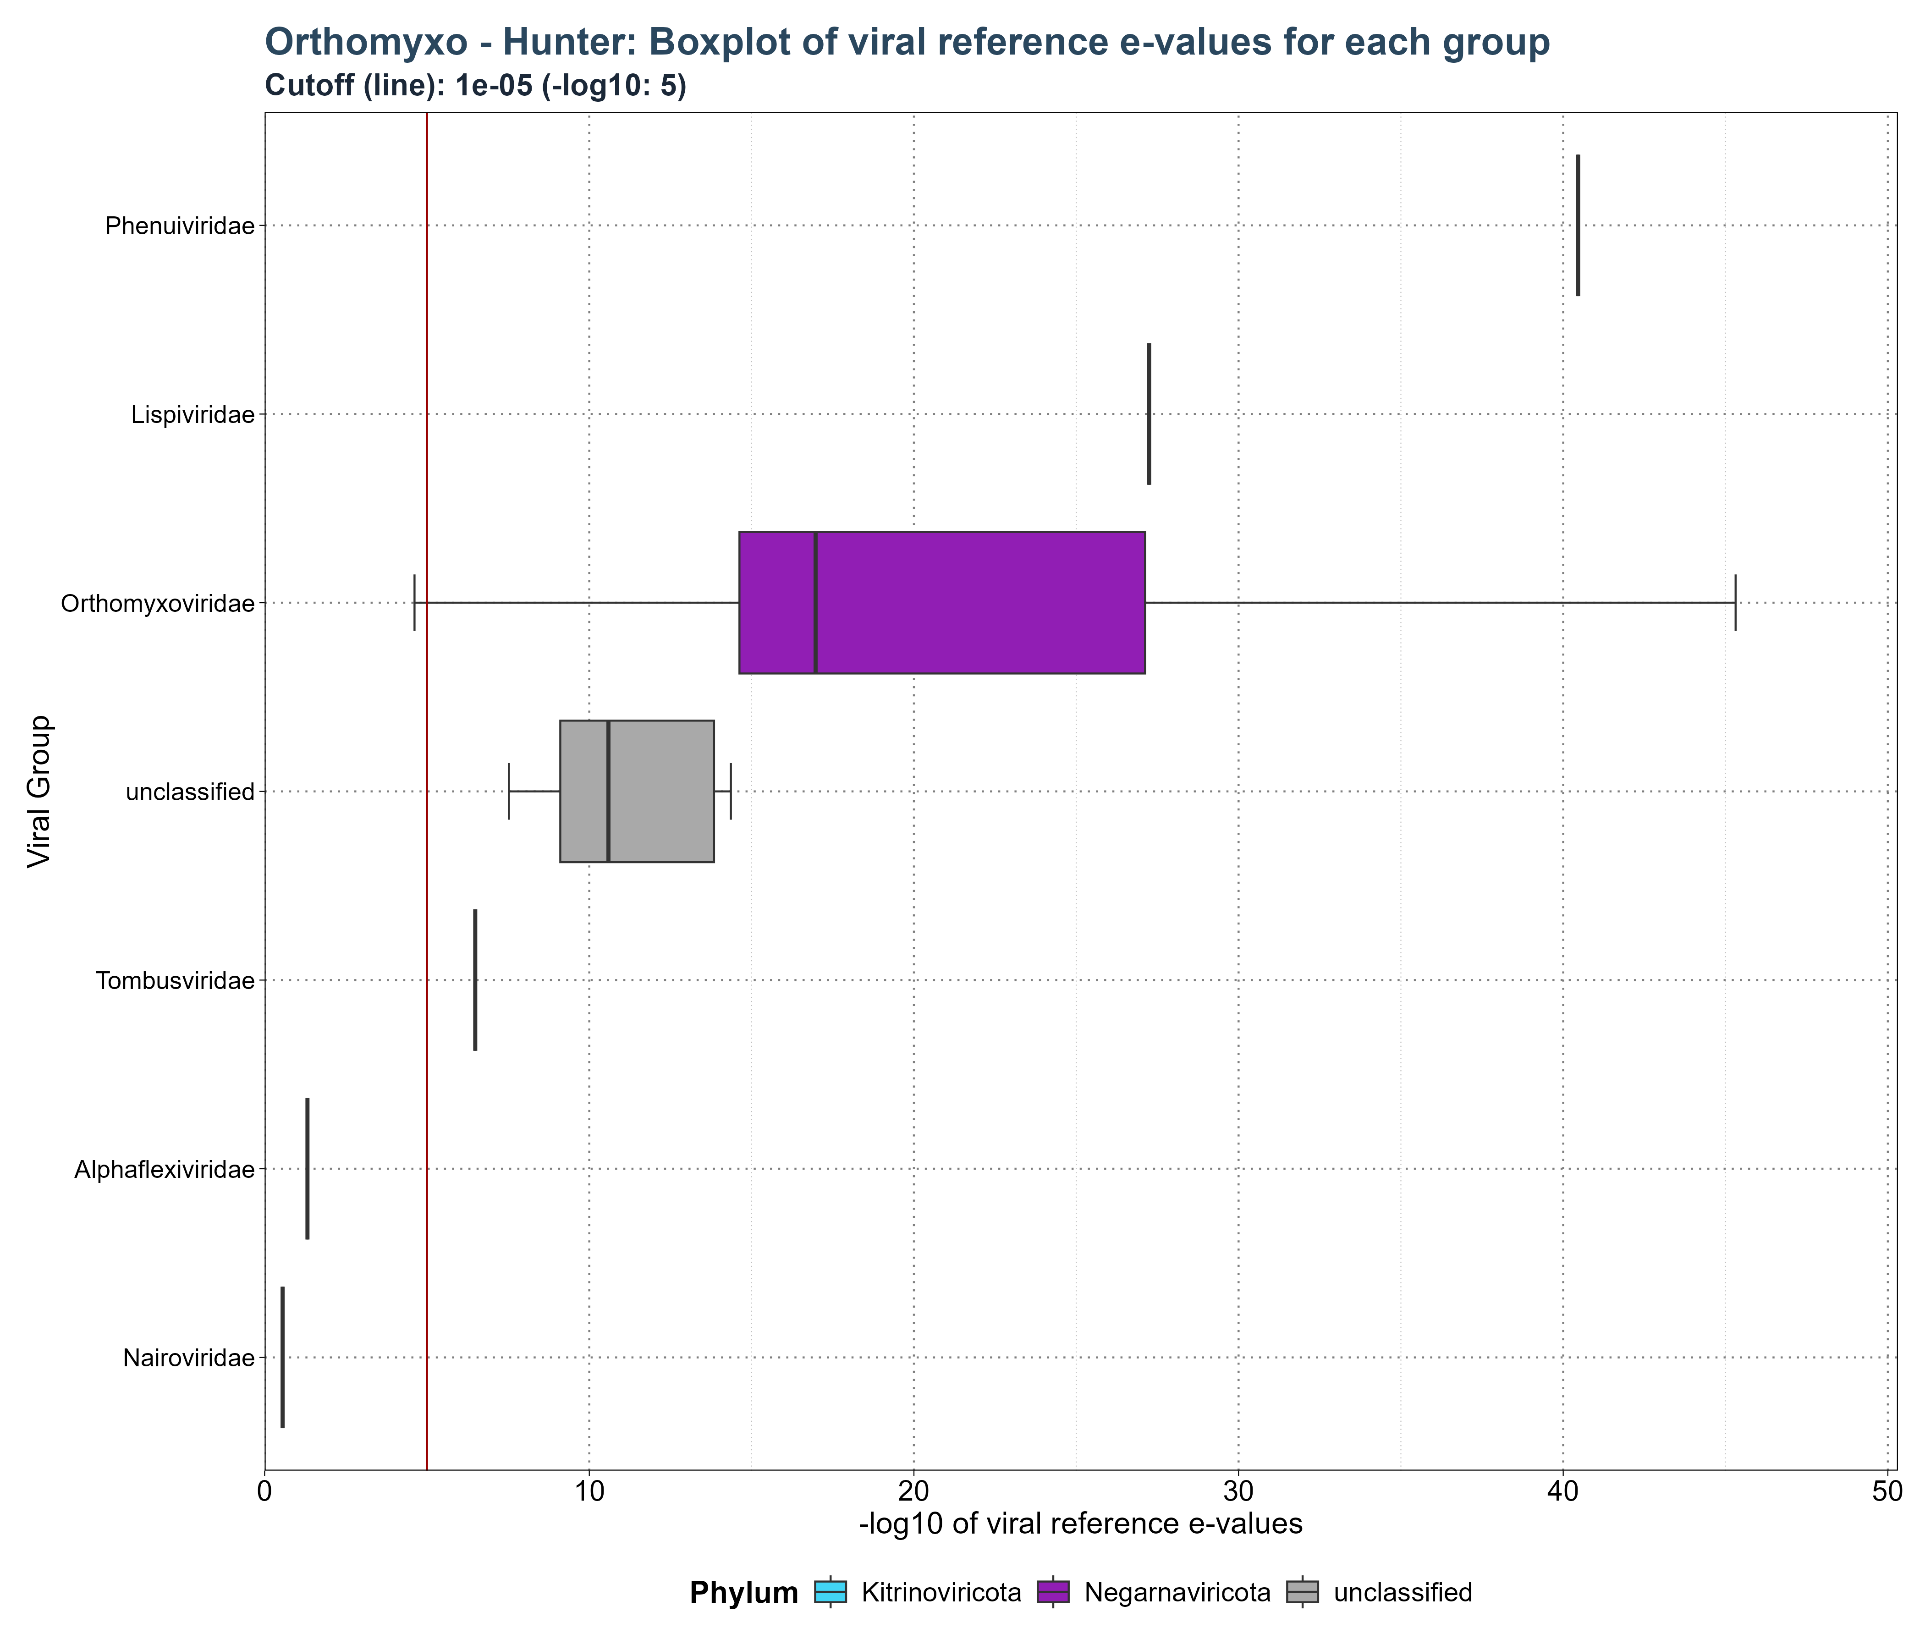 Orthomyxo - Hunter: Boxplot of viral reference e-values for each group
Cutoff (line): 1e-05 (-log10: 5)
Viral Group
Phenuiviridae
Lispiviridae
Orthomyxoviridae
unclassified
Tombusviridae
Alphaflexiviridae
Nairoviridae
0 10 20 30 40 50
-log10 of viral reference e-values
Phylum Kitrinoviricota Negarnaviricota unclassified